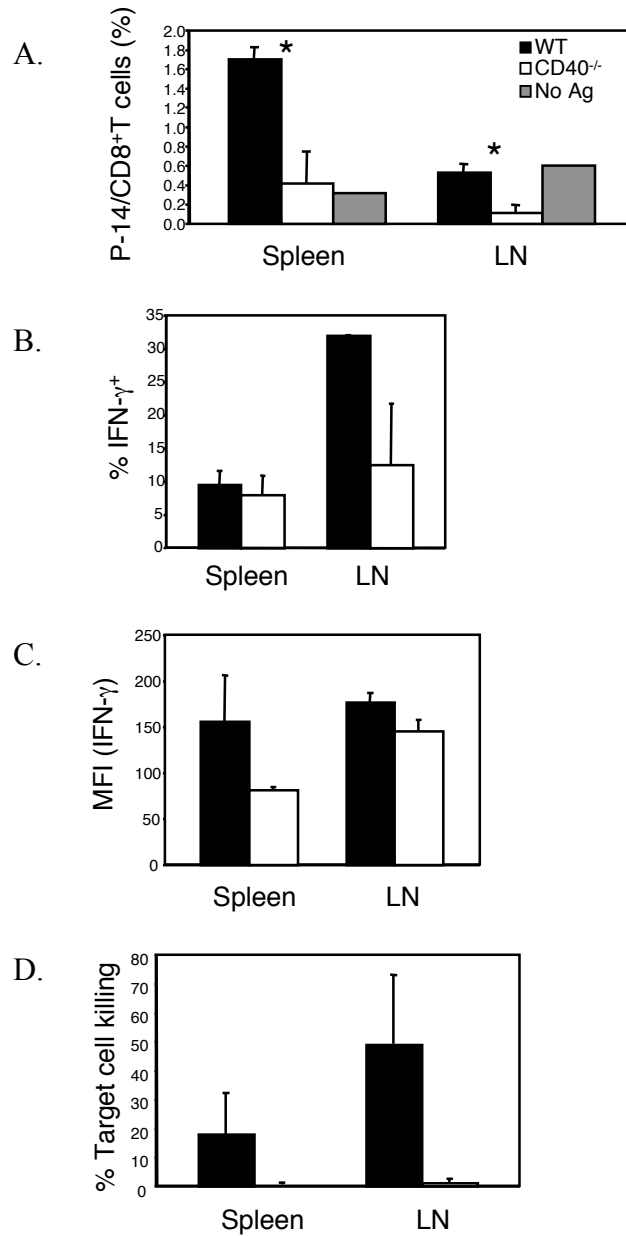 A.
P-14/CD8⁺T cells (%)
2.0
1.8
1.6
1.4
1.2
1.0
0.8
0.6
0.4
0.2
0.0
*
*
WT
CD40⁻/⁻
No Ag
Spleen
LN
B.
% IFN-γ⁺
35
30
25
20
15
10
5
0
Spleen
LN
C.
MFI (IFN-γ)
250
200
150
100
50
0
Spleen
LN
D.
% Target cell killing
80
70
60
50
40
30
20
10
0
Spleen
LN